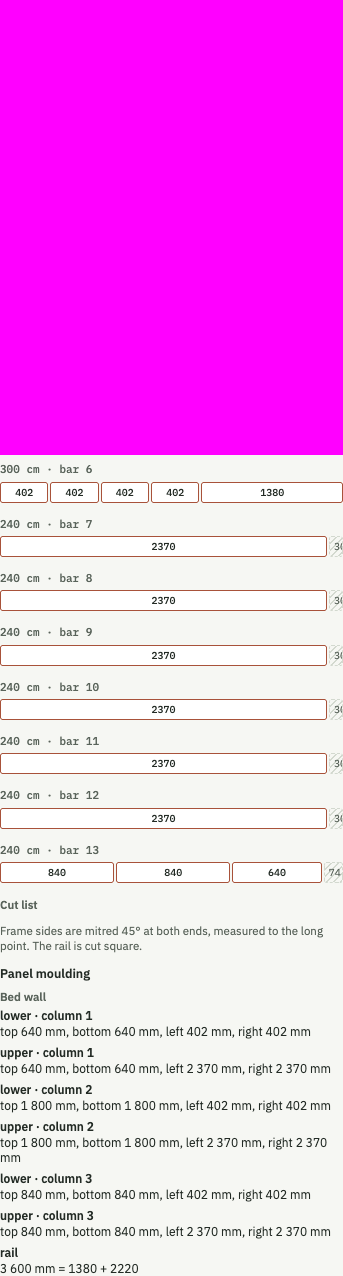 300 cm · bar 6
402 402 402 402 1380
240 cm · bar 7
2370
240 cm · bar 8
2370
240 cm · bar 9
2370
240 cm · bar 10
2370
240 cm · bar 11
2370
240 cm · bar 12
2370
240 cm · bar 13
840 840 640 74
Cut list
Frame sides are mitred 45° at both ends, measured to the long
point. The rail is cut square.
Panel moulding
Bed wall
lower · column 1
top 640 mm, bottom 640 mm, left 402 mm, right 402 mm
upper · column 1
top 640 mm, bottom 640 mm, left 2 370 mm, right 2 370 mm
lower · column 2
top 1 800 mm, bottom 1 800 mm, left 402 mm, right 402 mm
upper · column 2
top 1 800 mm, bottom 1 800 mm, left 2 370 mm, right 2 370
mm
lower · column 3
top 840 mm, bottom 840 mm, left 402 mm, right 402 mm
upper · column 3
top 840 mm, bottom 840 mm, left 2 370 mm, right 2 370 mm
rail
3 600 mm = 1380 + 2220